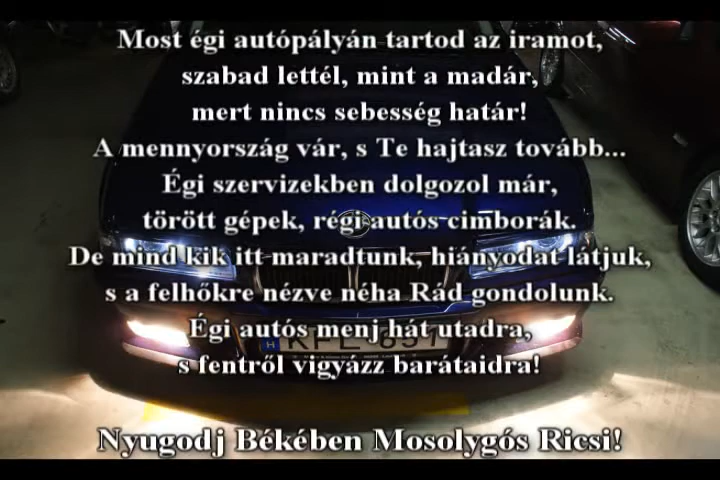 Most égi autópályán tartod az iramot,
szabad lettél, mint a madár,
mert nincs sebesség határ!
A mennyország vár, s Te hajtasz tovább...
Égi szervizekben dolgozol már,
törött gépek, régi autós cimborák.
De mind kik itt maradtunk, hiányodat látjuk,
s a felhőkre nézve néha Rád gondolunk.
Égi autós menj hát utadra,
s fentről vigyázz barátaidra!
Nyugodj Békében Mosolygós Ricsi!